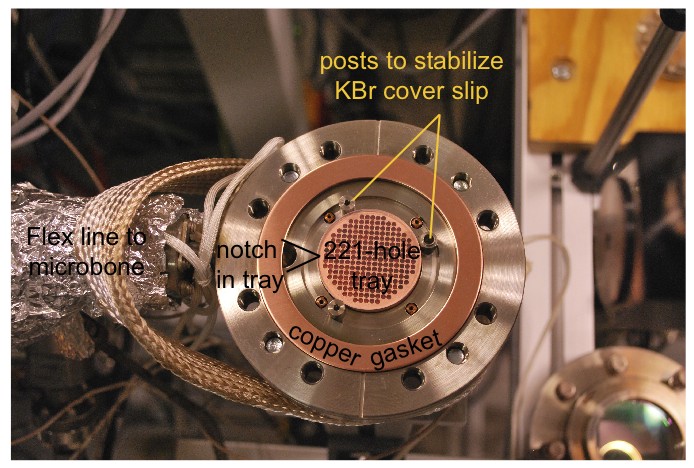 posts to stabilize
KBr cover slip
Flex line to
microbone
notch
in tray
221-hole
tray
copper gasket